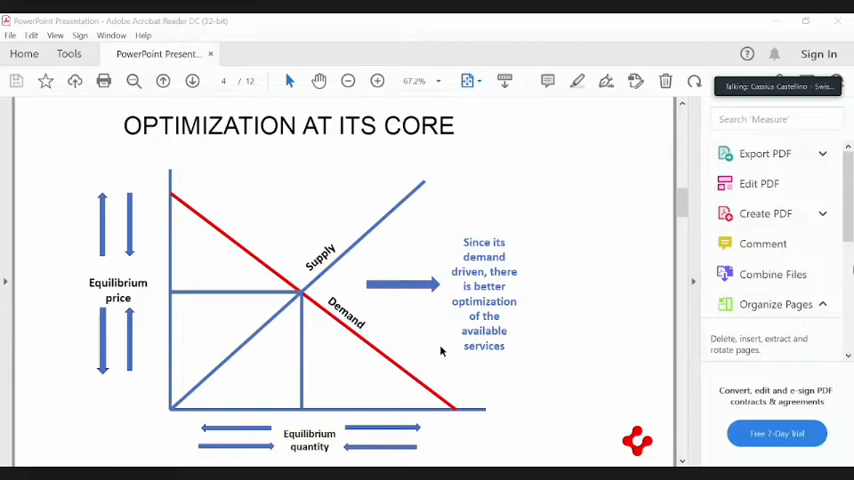 PowerPoint Presentation - Adobe Acrobat Reader DC (32-bit)
File Edit View Sign Window Help
Home Tools PowerPoint Present... × Sign In
4 / 12 67.2%
Talking: Cassius Castellino - Swis...
OPTIMIZATION AT ITS CORE
Supply
Demand
Equilibrium
price
Equilibrium
quantity
Since its
demand
driven, there
is better
optimization
of the
available
services
Search 'Measure'
Export PDF
Edit PDF
Create PDF
Comment
Combine Files
Organize Pages
Delete, insert, extract and
rotate pages.
Convert, edit and e-sign PDF
contracts & agreements
Free 7-Day Trial